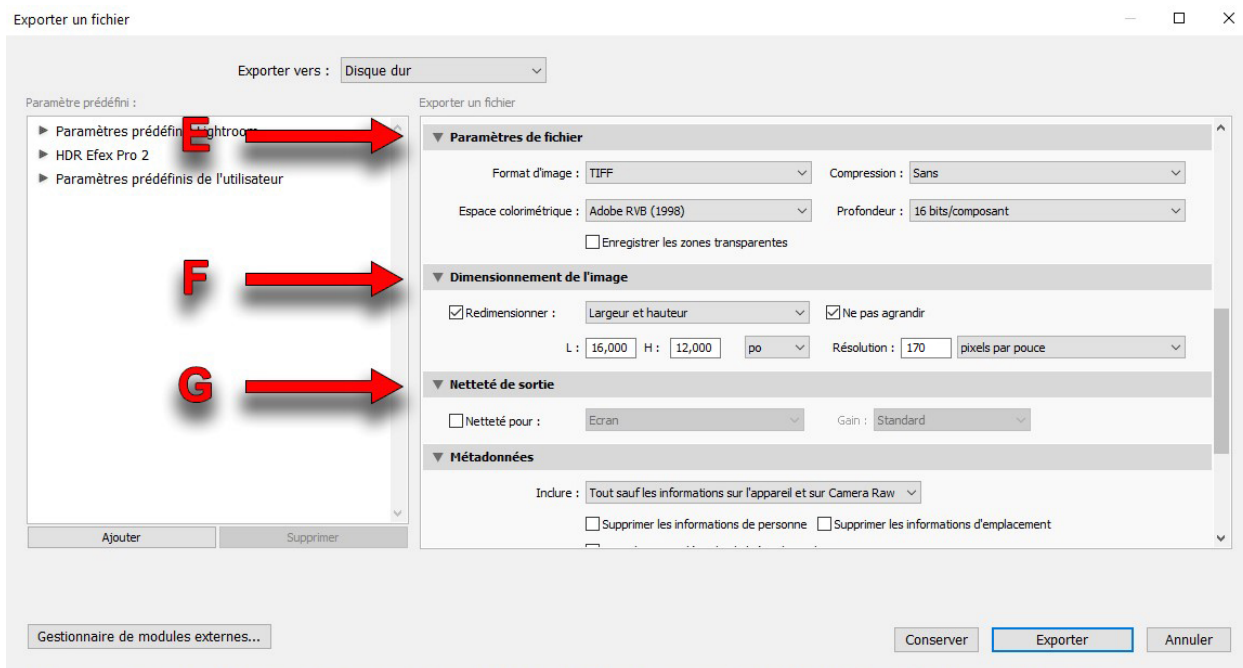 Exporter un fichier
Exporter vers : Disque dur
Paramètre prédéfini :
Exporter un fichier
Paramètres prédéfinis Lightroom
HDR Efex Pro 2
Paramètres prédéfinis de l'utilisateur
E
F
G
Paramètres de fichier
Format d'image : TIFF Compression : Sans
Espace colorimétrique : Adobe RVB (1998) Profondeur : 16 bits/composant
Enregistrer les zones transparentes
Dimensionnement de l'image
Redimensionner : Largeur et hauteur Ne pas agrandir
L : 16,000 H : 12,000 po Résolution : 170 pixels par pouce
Netteté de sortie
Netteté pour : Ecran Gain : Standard
Métadonnées
Inclure : Tout sauf les informations sur l'appareil et sur Camera Raw
Supprimer les informations de personne Supprimer les informations d'emplacement
Ajouter Supprimer
Gestionnaire de modules externes...
Conserver Exporter Annuler